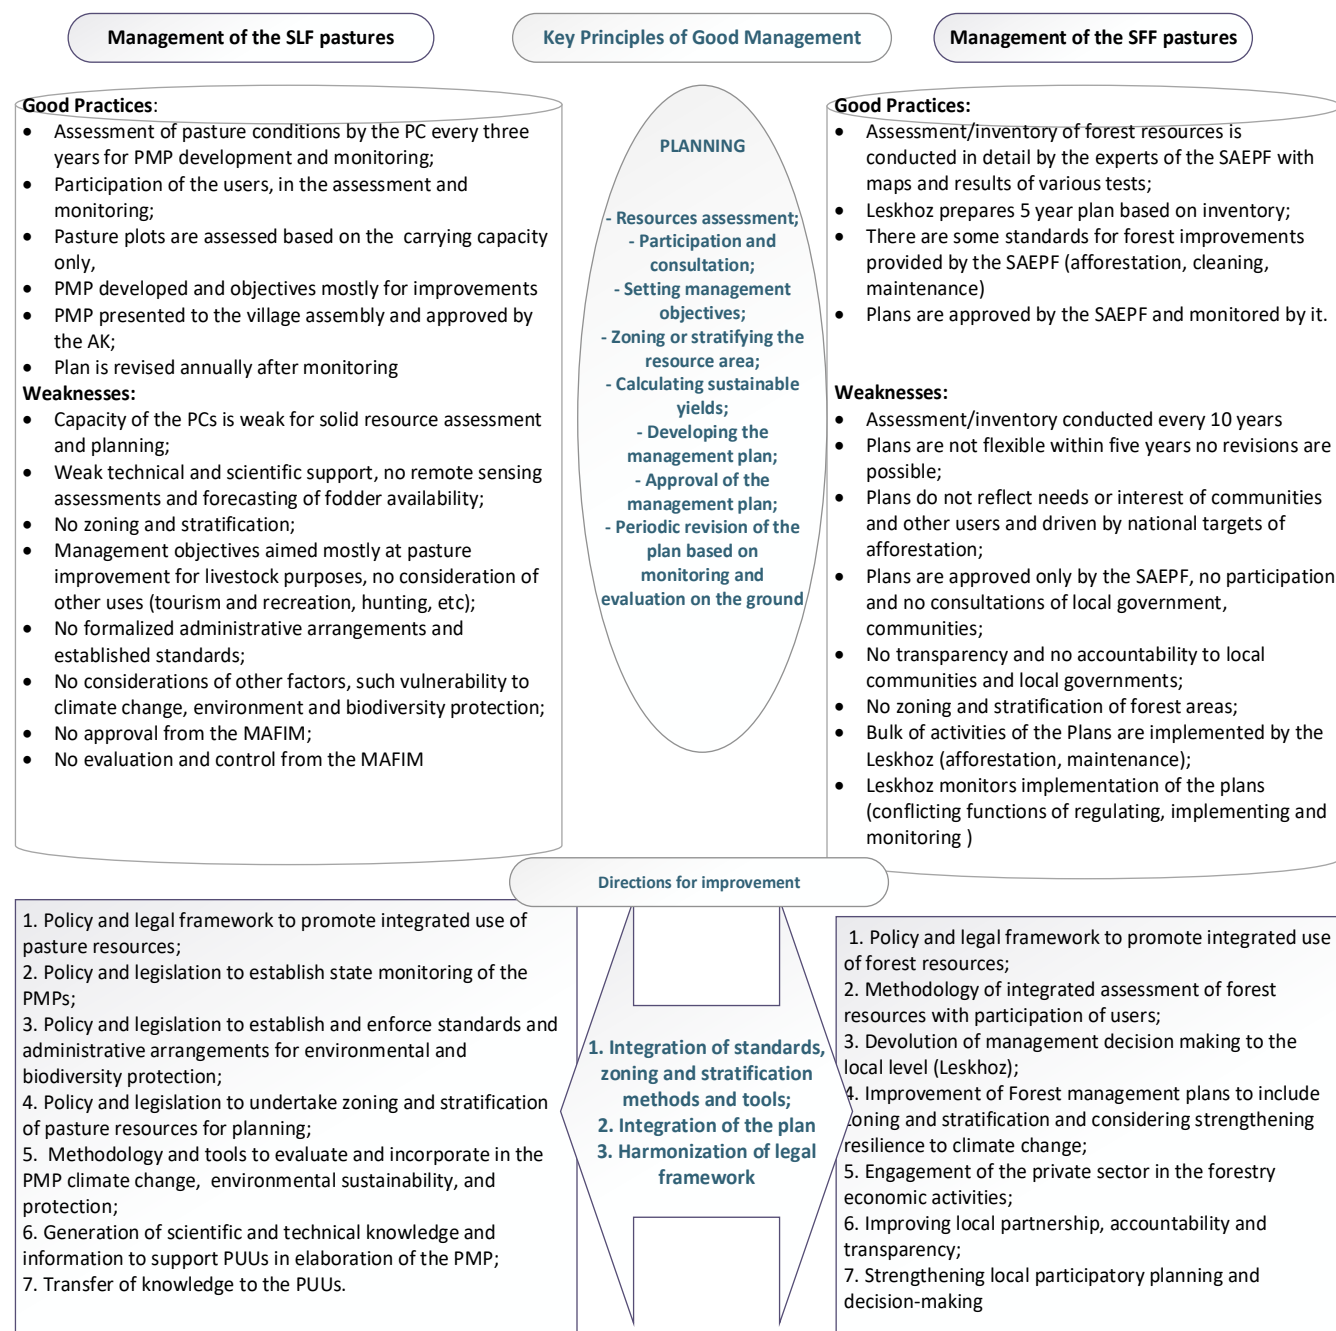 Management of the SLF pastures
Key Principles of Good Management
Management of the SFF pastures
Good Practices:
• Assessment of pasture conditions by the PC every three
years for PMP development and monitoring;
• Participation of the users, in the assessment and
monitoring;
• Pasture plots are assessed based on the carrying capacity
only,
• PMP developed and objectives mostly for improvements
• PMP presented to the village assembly and approved by
the AK;
• Plan is revised annually after monitoring
Weaknesses:
• Capacity of the PCs is weak for solid resource assessment
and planning;
• Weak technical and scientific support, no remote sensing
assessments and forecasting of fodder availability;
• No zoning and stratification;
• Management objectives aimed mostly at pasture
improvement for livestock purposes, no consideration of
other uses (tourism and recreation, hunting, etc);
• No formalized administrative arrangements and
established standards;
• No considerations of other factors, such vulnerability to
climate change, environment and biodiversity protection;
• No approval from the MAFIM;
• No evaluation and control from the MAFIM
PLANNING
- Resources assessment;
- Participation and
consultation;
- Setting management
objectives;
- Zoning or stratifying the
resource area;
- Calculating sustainable
yields;
- Developing the
management plan;
- Approval of the
management plan;
- Periodic revision of the
plan based on
monitoring and
evaluation on the ground
Good Practices:
• Assessment/inventory of forest resources is
conducted in detail by the experts of the SAEPF with
maps and results of various tests;
• Leskhoz prepares 5 year plan based on inventory;
• There are some standards for forest improvements
provided by the SAEPF (afforestation, cleaning,
maintenance)
• Plans are approved by the SAEPF and monitored by it.
Weaknesses:
• Assessment/inventory conducted every 10 years
• Plans are not flexible within five years no revisions are
possible;
• Plans do not reflect needs or interest of communities
and other users and driven by national targets of
afforestation;
• Plans are approved only by the SAEPF, no participation
and no consultations of local government,
communities;
• No transparency and no accountability to local
communities and local governments;
• No zoning and stratification of forest areas;
• Bulk of activities of the Plans are implemented by the
Leskhoz (afforestation, maintenance);
• Leskhoz monitors implementation of the plans
(conflicting functions of regulating, implementing and
monitoring )
Directions for improvement
1. Policy and legal framework to promote integrated use of
pasture resources;
2. Policy and legislation to establish state monitoring of the
PMPs;
3. Policy and legislation to establish and enforce standards and
administrative arrangements for environmental and
biodiversity protection;
4. Policy and legislation to undertake zoning and stratification
of pasture resources for planning;
5. Methodology and tools to evaluate and incorporate in the
PMP climate change, environmental sustainability, and
protection;
6. Generation of scientific and technical knowledge and
information to support PUUs in elaboration of the PMP;
7. Transfer of knowledge to the PUUs.
1. Integration of standards,
zoning and stratification
methods and tools;
2. Integration of the plan
3. Harmonization of legal
framework
1. Policy and legal framework to promote integrated use
of forest resources;
2. Methodology of integrated assessment of forest
resources with participation of users;
3. Devolution of management decision making to the
local level (Leskhoz);
4. Improvement of Forest management plans to include
zoning and stratification and considering strengthening
resilience to climate change;
5. Engagement of the private sector in the forestry
economic activities;
6. Improving local partnership, accountability and
transparency;
7. Strengthening local participatory planning and
decision-making